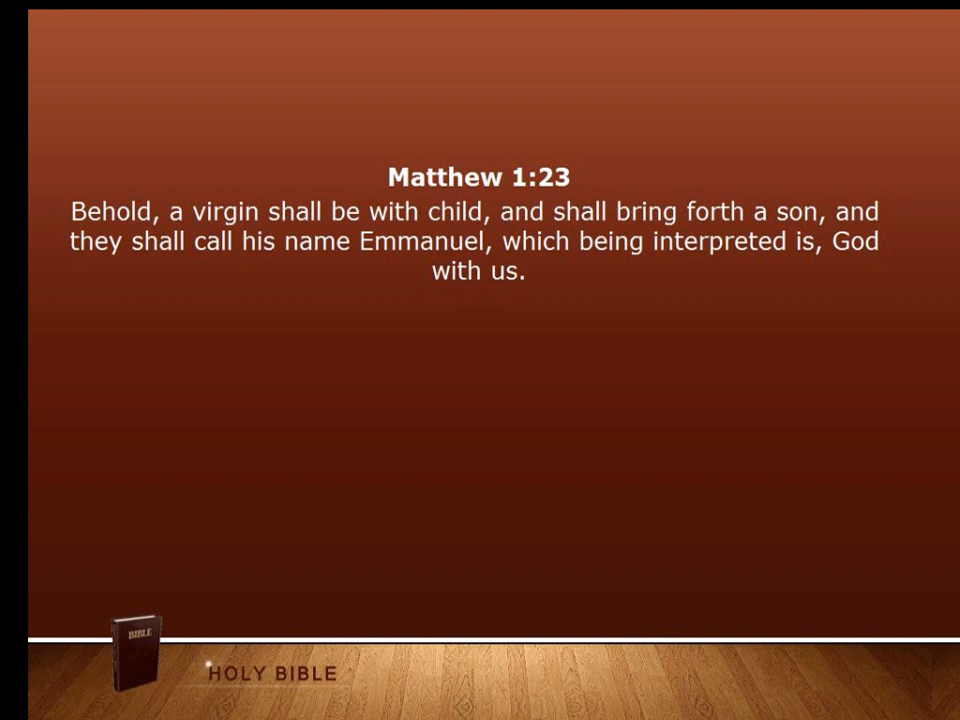 Matthew 1:23
Behold, a virgin shall be with child, and shall bring forth a son, and
they shall call his name Emmanuel, which being interpreted is, God
with us.
BIBLE
HOLY BIBLE